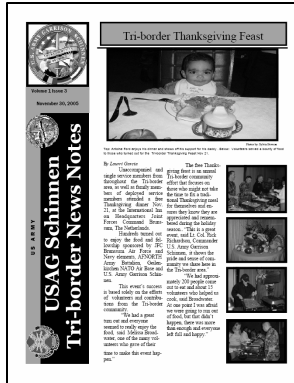 Tri-border Thanksgiving Feast
Volume 1 Issue 3
November 30, 2005
US ARMY
USAG Schinnen
Tri-border News Notes
By
Unaccompanied and
single service members from
throughout the Tri-border
area, as well as family mem-
bers of deployed service
members attended a free
Thanksgiving dinner Nov.
21, at the International Inn
on Headquarters Joint
Force Command Bruns-
sum, The Netherlands.
Hundreds turned out
to enjoy the food and fel-
lowship sponsored by JFC
Brunssum Air Force and
Navy elements, AFNORTH
Army Battalion, Geilen-
kirchen NATO Air Base and
U.S. Army Garrison Schin-
nen.
This event's success
is based solely on the efforts
of volunteers and contribu-
tions from the Tri-border
community.
"We had a great
turn out and everyone
seemed to really enjoy the
food, said Melissa Broad-
water, one of the many vol-
unteers who gave of their
time to make this event hap-
pen."
The free Thanks-
giving feast is an annual
Tri-border community
effort that focuses on
those who might not take
the time to fix a tradi-
tional Thanksgiving meal
for themselves and en-
sures they know they are
appreciated and remem-
bered during the holiday
season. "This is a great
event, said Lt. Col. Rich
Richardson, Commander
U.S. Army Garrison
Schinnen, it shows the
pride and sense of com-
munity we share here in
the Tri-border area."
"We had approx-
imately 200 people come
out to eat and about 15
volunteers who helped us
cook, said Broadwater.
At one point I was afraid
we were going to run out
of food, but that didn't
happen, there was more
than enough and everyone
left full and happy."